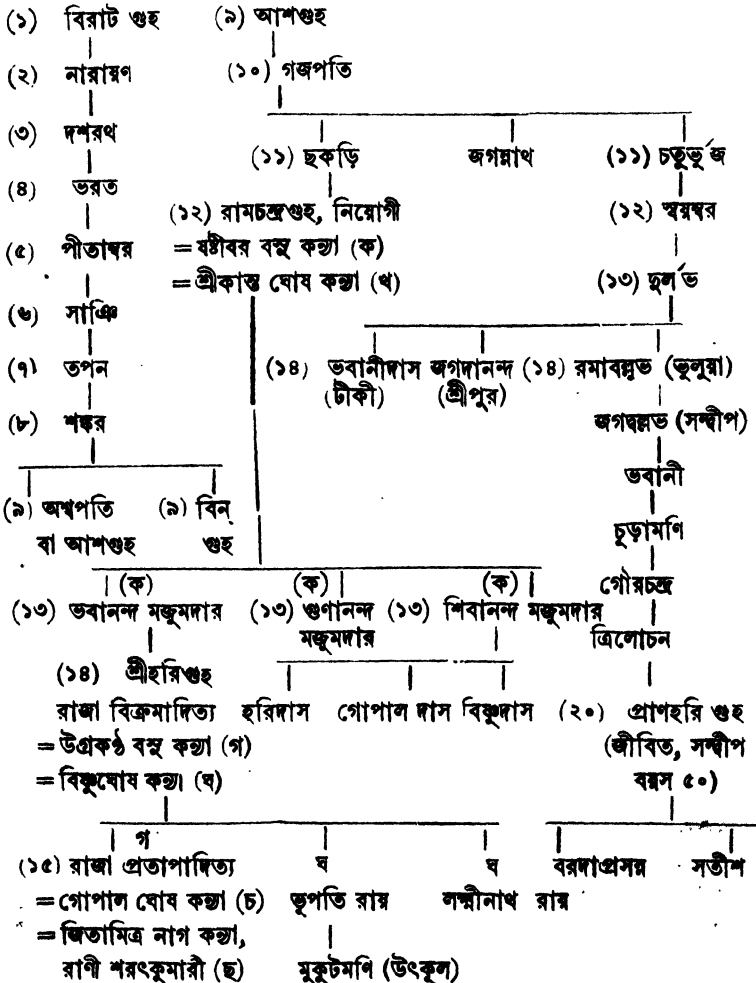 (১) বিরাট গুহ (৯) আশগুহ
(২) নারায়ণ (১০) গজপতি
(৩) দশরথ (১১) ছকড়ি জগন্নাথ (১১) চতুর্ভুজ
(৪) ভরত (১২) রামচন্দ্রগুহ, নিয়োগী (১২) স্বয়ম্বর
(৫) পীতাম্বর = ষষ্টীবর বসু কন্যা (ক)
= শ্রীকান্ত ঘোষ কন্যা (খ) (১৩) দুর্লভ
(৬) সাঞি
(৭) তপন (১৪) ভবানীদাস জগদানন্দ (১৪) রমাবল্লভ (ভুলুয়া)
(টাকী) (শ্রীপুর)
(৮) শঙ্কর জগদ্বল্লভ (সন্দ্বীপ)
ভবানী
(৯) অশ্বপতি (৯) বিন্
বা আশগুহ গুহ চূড়ামণি
(ক) (ক) (ক) গৌরচন্দ্র
(১৩) ভবানন্দ মজুমদার (১৩) গুণানন্দ (১৩) শিবানন্দ মজুমদার
মজুমদার ত্রিলোচন
(১৪) শ্রীহরিগুহ
রাজা বিক্রমাদিত্য হরিদাস গোপাল দাস বিষ্ণুদাস (২০) প্রাণহরি গুহ
= উগ্রকণ্ঠ বসু কন্যা (গ) (জীবিত, সন্দ্বীপ
= বিষ্ণুঘোষ কন্যা (ঘ) বয়স ৫০)
গ
(১৫) রাজা প্রতাপাদিত্য ঘ ঘ বরদাপ্রসন্ন সতীশ
= গোপাল ঘোষ কন্যা (চ) ভূপতি রায় লক্ষ্মীনাথ রায়
= জিতামিত্র নাগ কন্যা,
রাণী শরৎকুমারী (ছ) মুকুটমণি (উৎকূল)